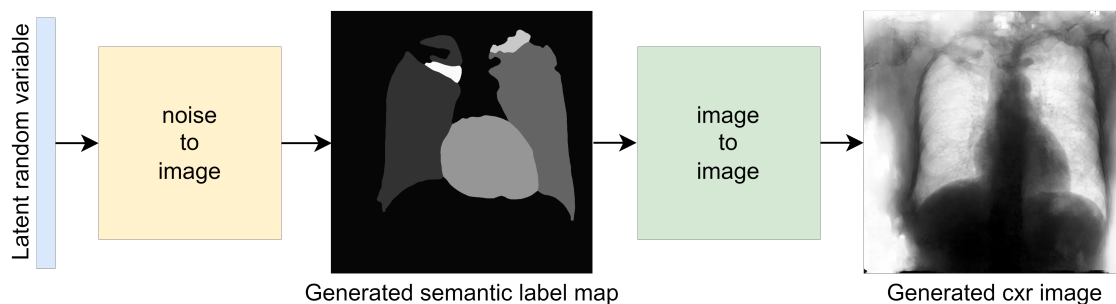 Latent random variable
noise
to
image
Generated semantic label map
image
to
image
Generated cxr image